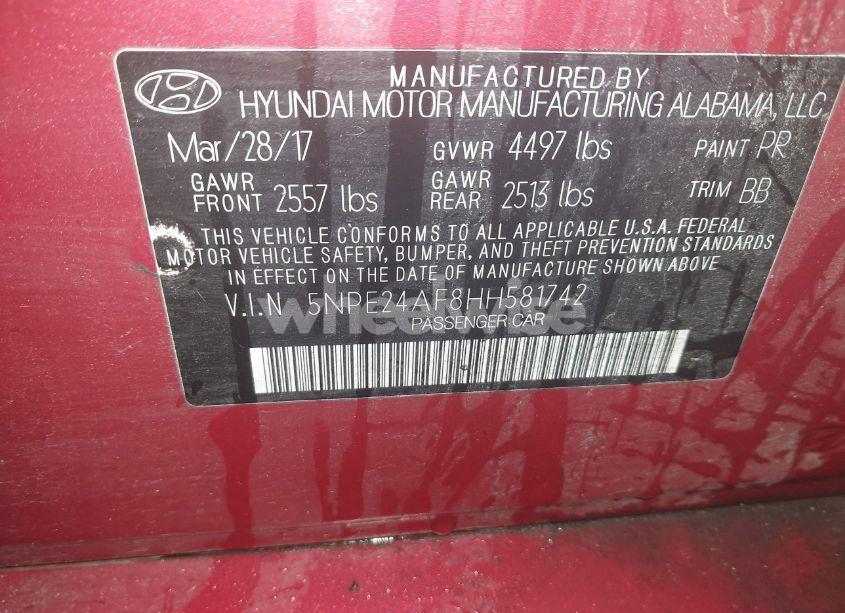 MANUFACTURED BY
HYUNDAI MOTOR MANUFACTURING ALABAMA, LLC
Mar/28/17 GVWR 4497 lbs PAINT PR
GAWR FRONT 2557 lbs GAWR REAR 2513 lbs TRIM BB
THIS VEHICLE CONFORMS TO ALL APPLICABLE U.S.A. FEDERAL
MOTOR VEHICLE SAFETY, BUMPER, AND THEFT PREVENTION STANDARDS
IN EFFECT ON THE DATE OF MANUFACTURE SHOWN ABOVE
V.I.N 5NPE24AF8HH581742
wheelwise
PASSENGER CAR